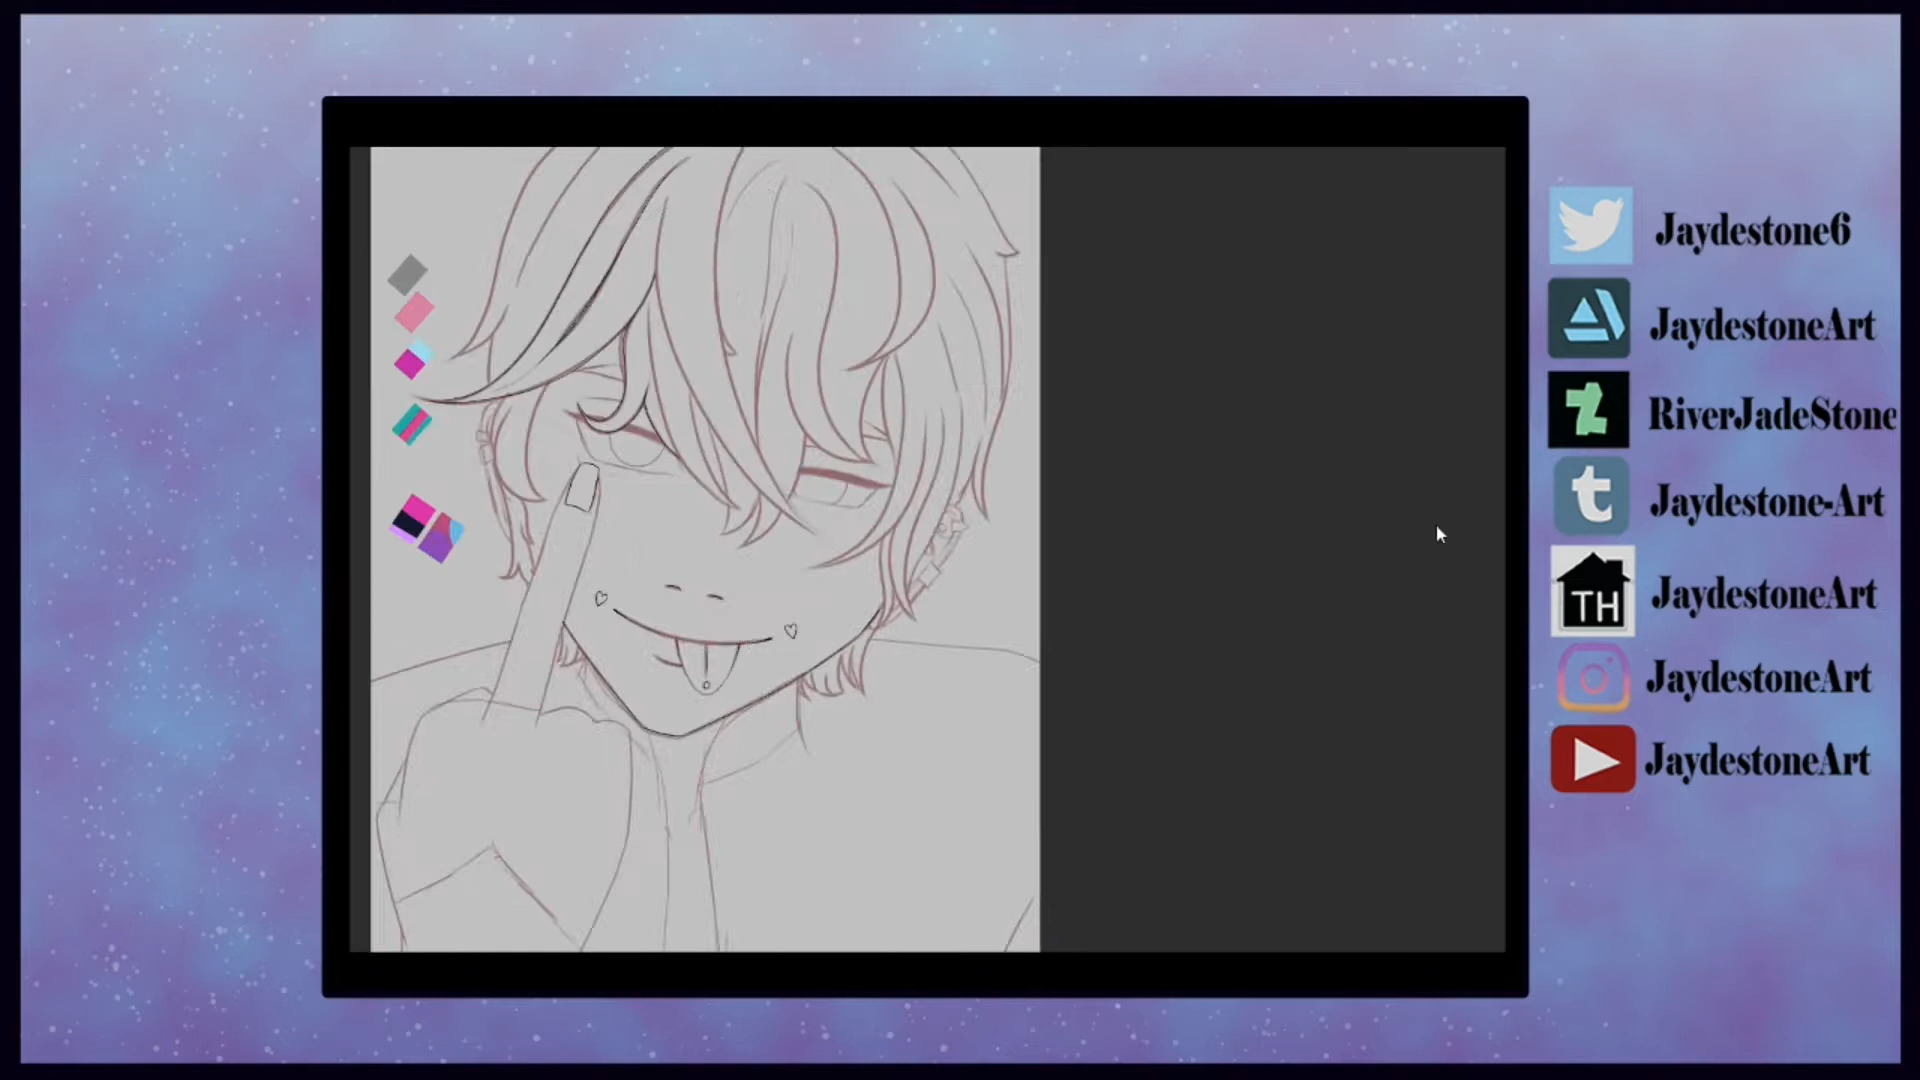 Jaydestone6
JaydestoneArt
RiverJadeStone
Jaydestone-Art
TH
JaydestoneArt
JaydestoneArt
JaydestoneArt